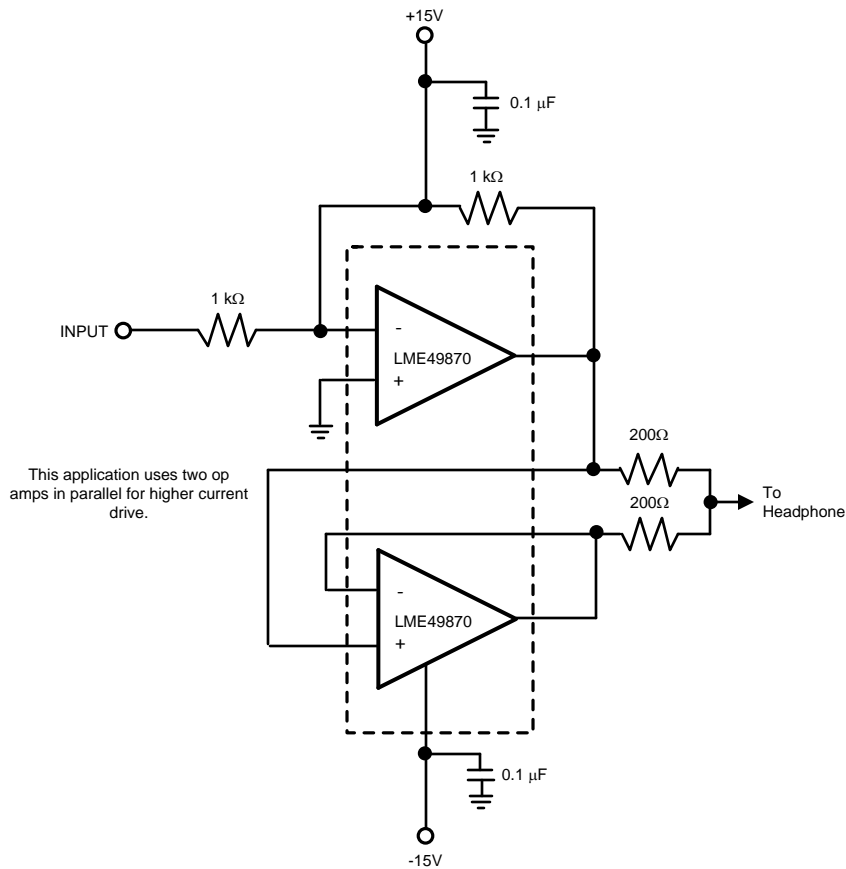 +15V
0.1 μF
1 kΩ
1 kΩ
INPUT
-
LME49870
+
200Ω
This application uses two op
amps in parallel for higher current
drive.
To
Headphone
200Ω
-
LME49870
+
0.1 μF
-15V